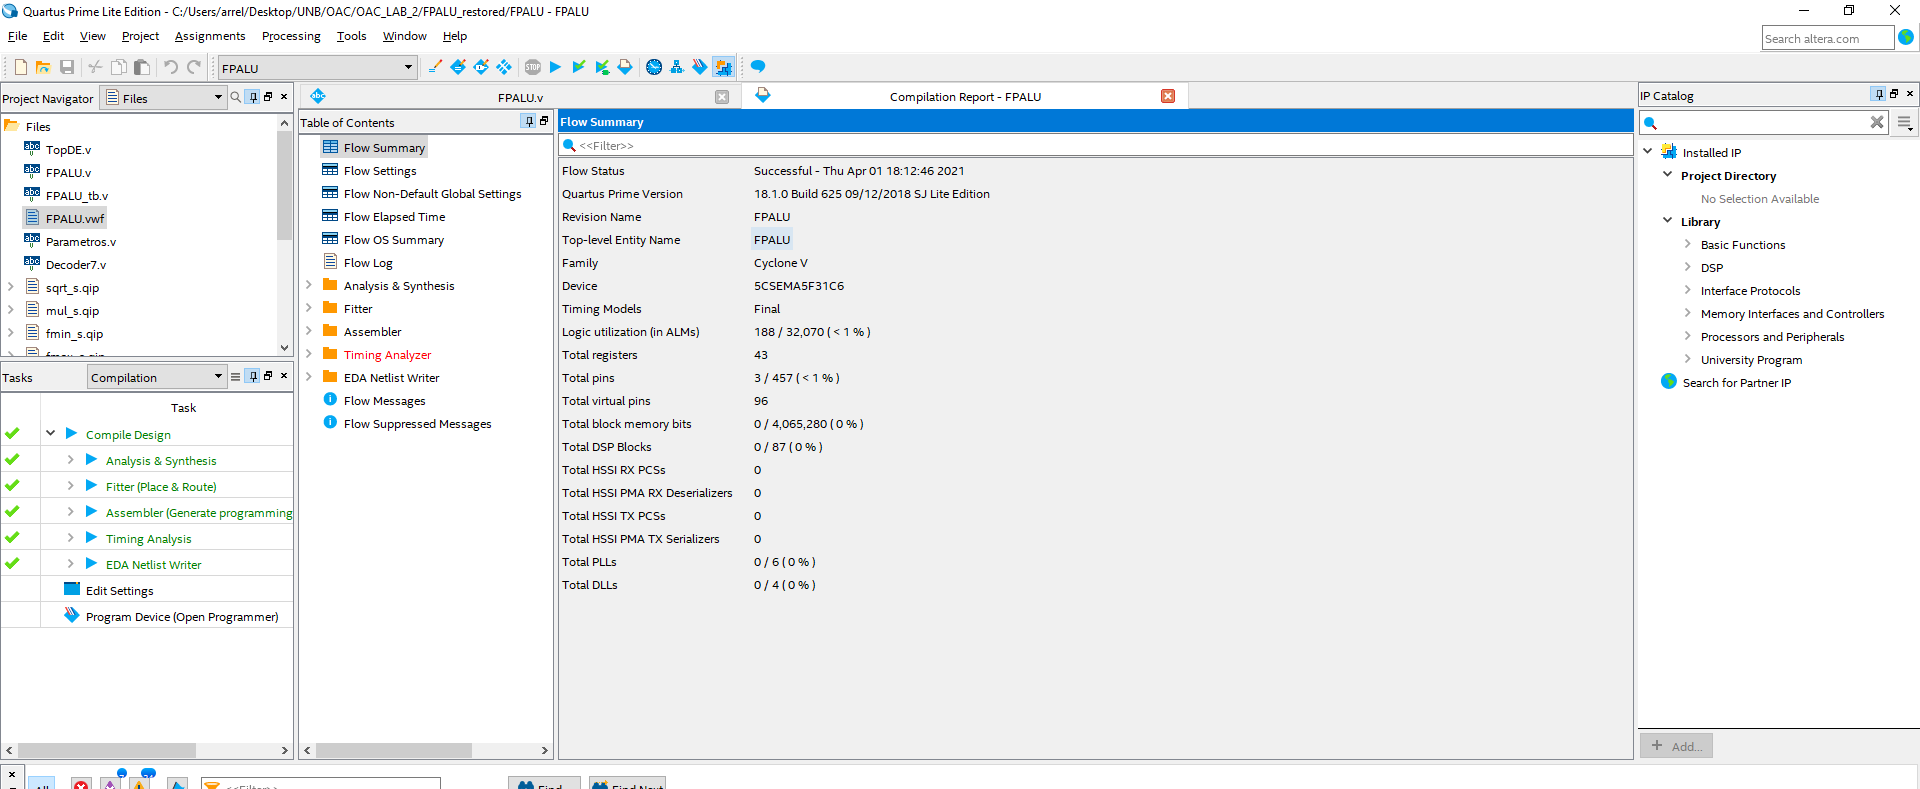 Quartus Prime Lite Edition - C:/Users/arrel/Desktop/UNB/OAC/OAC_LAB_2/FPALU_restored/FPALU - FPALU
File Edit View Project Assignments Processing Tools Window Help
Search altera.com
FPALU
STOP
Project Navigator
Files
Files
TopDE.v
FPALU.v
FPALU_tb.v
FPALU.vwf
Parametros.v
Decoder7.v
sqrt_s.qip
mul_s.qip
fmin_s.qip
Tasks
Compilation
Task
Compile Design
Analysis & Synthesis
Fitter (Place & Route)
Assembler (Generate programming
Timing Analysis
EDA Netlist Writer
Edit Settings
Program Device (Open Programmer)
FPALU.v
Compilation Report - FPALU
Table of Contents
Flow Summary
Flow Settings
Flow Non-Default Global Settings
Flow Elapsed Time
Flow OS Summary
Flow Log
Analysis & Synthesis
Fitter
Assembler
Timing Analyzer
EDA Netlist Writer
Flow Messages
Flow Suppressed Messages
Flow Summary
<<Filter>>
Flow Status Successful - Thu Apr 01 18:12:46 2021
Quartus Prime Version 18.1.0 Build 625 09/12/2018 SJ Lite Edition
Revision Name FPALU
Top-level Entity Name FPALU
Family Cyclone V
Device 5CSEMA5F31C6
Timing Models Final
Logic utilization (in ALMs) 188 / 32,070 ( < 1 % )
Total registers 43
Total pins 3 / 457 ( < 1 % )
Total virtual pins 96
Total block memory bits 0 / 4,065,280 ( 0 % )
Total DSP Blocks 0 / 87 ( 0 % )
Total HSSI RX PCSs 0
Total HSSI PMA RX Deserializers 0
Total HSSI TX PCSs 0
Total HSSI PMA TX Serializers 0
Total PLLs 0 / 6 ( 0 % )
Total DLLs 0 / 4 ( 0 % )
IP Catalog
Installed IP
Project Directory
No Selection Available
Library
Basic Functions
DSP
Interface Protocols
Memory Interfaces and Controllers
Processors and Peripherals
University Program
Search for Partner IP
+ Add...
All
<<Filter>>
Find...
Find Next